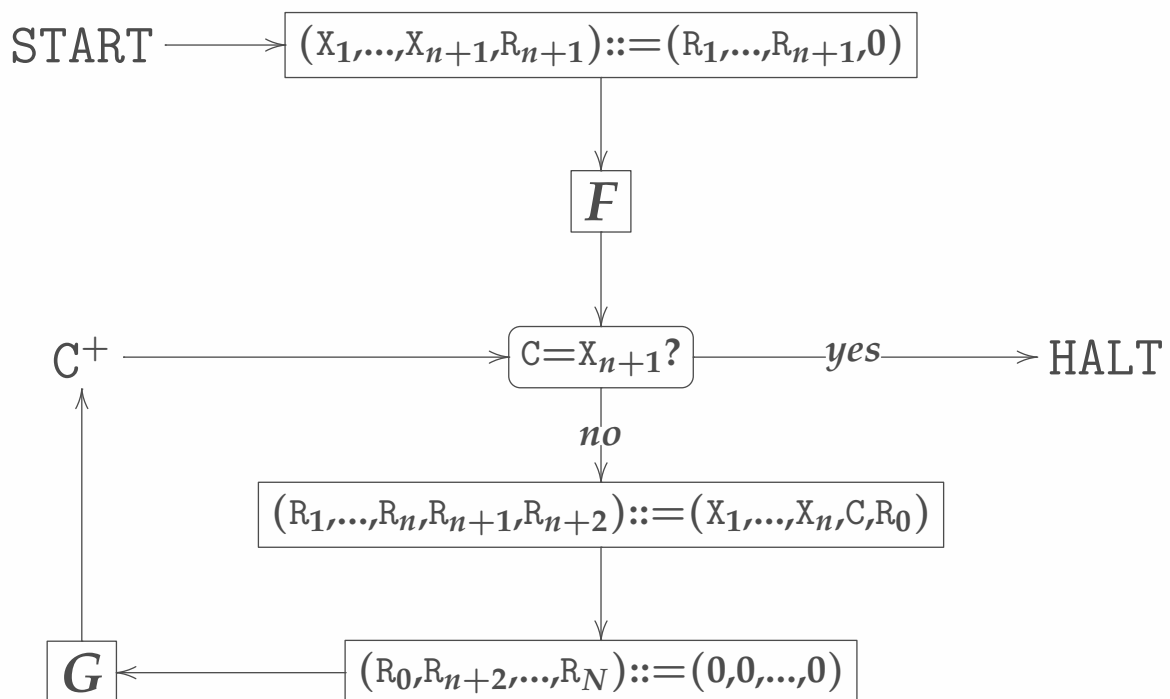 START (X₁,...,Xₙ₊₁,Rₙ₊₁)::=(R₁,...,Rₙ₊₁,0)
F
C⁺ C=Xₙ₊₁? yes HALT
no
(R₁,...,Rₙ,Rₙ₊₁,Rₙ₊₂)::=(X₁,...,Xₙ,C,R₀)
G (R₀,Rₙ₊₂,...,R_N)::=(0,0,...,0)